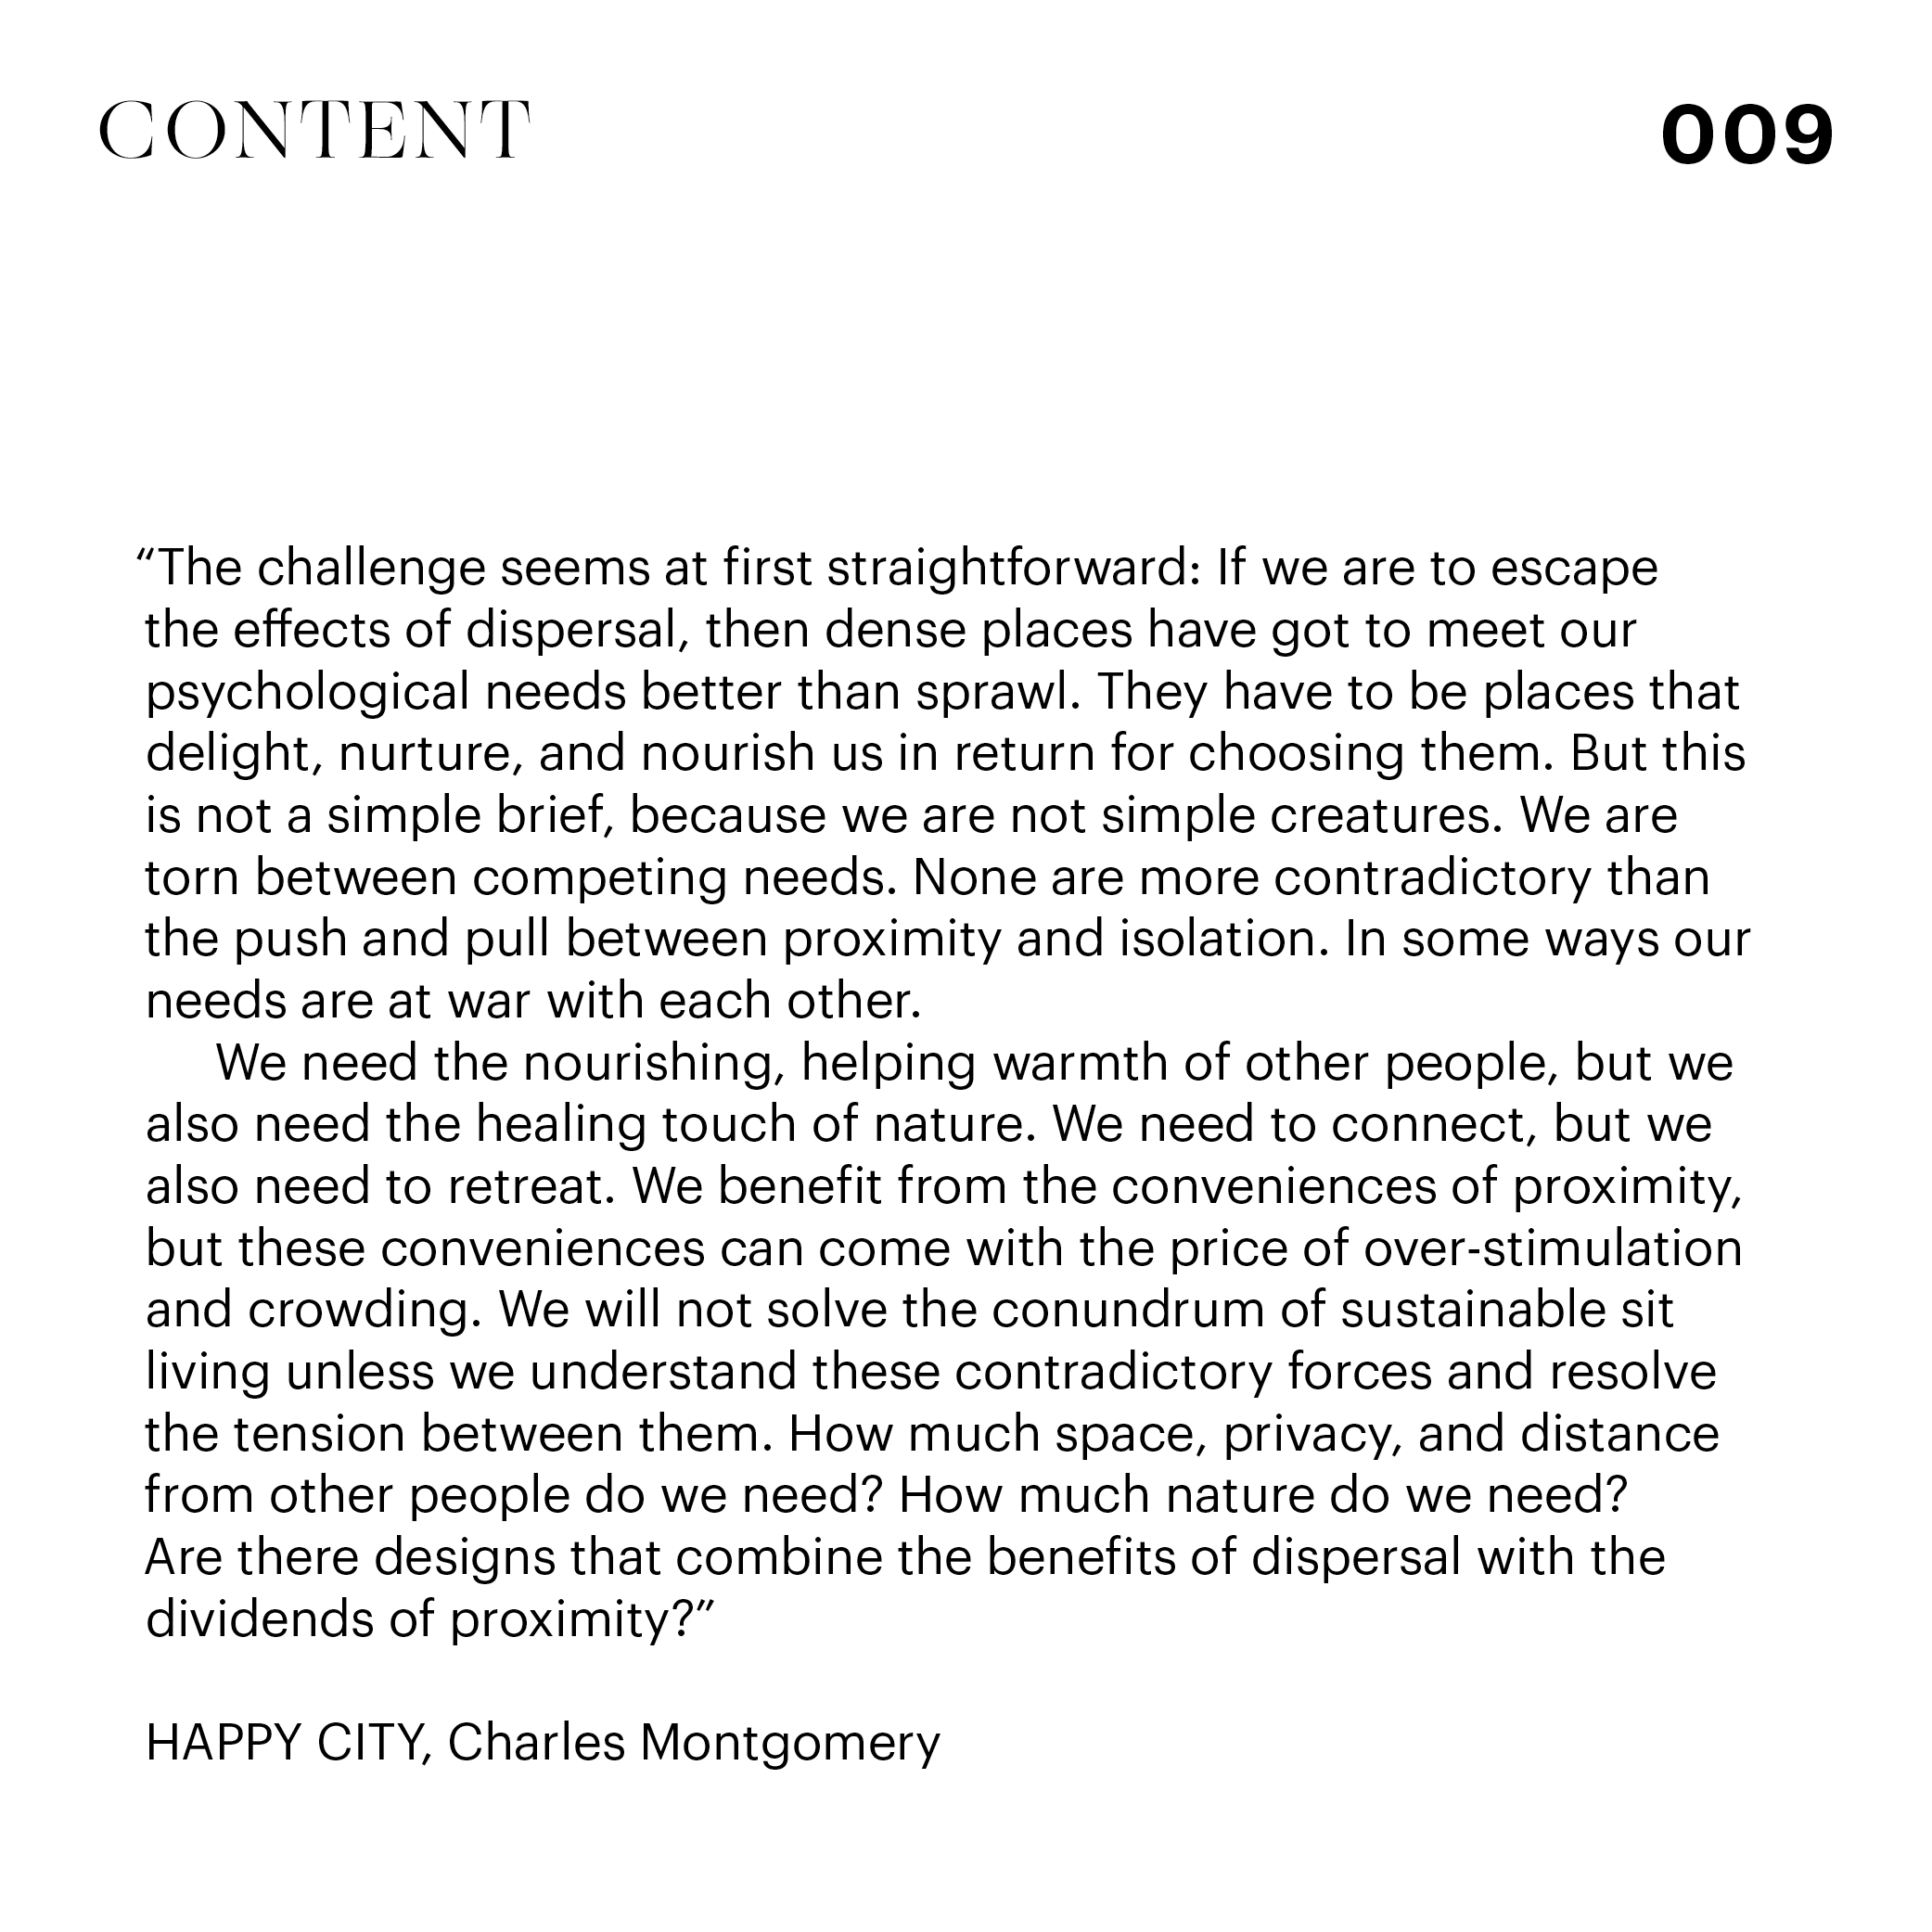 CONTENT
009
“The challenge seems at first straightforward: If we are to escape
the effects of dispersal, then dense places have got to meet our
psychological needs better than sprawl. They have to be places that
delight, nurture, and nourish us in return for choosing them. But this
is not a simple brief, because we are not simple creatures. We are
torn between competing needs. None are more contradictory than
the push and pull between proximity and isolation. In some ways our
needs are at war with each other.
We need the nourishing, helping warmth of other people, but we
also need the healing touch of nature. We need to connect, but we
also need to retreat. We benefit from the conveniences of proximity,
but these conveniences can come with the price of over-stimulation
and crowding. We will not solve the conundrum of sustainable sit
living unless we understand these contradictory forces and resolve
the tension between them. How much space, privacy, and distance
from other people do we need? How much nature do we need?
Are there designs that combine the benefits of dispersal with the
dividends of proximity?”
HAPPY CITY, Charles Montgomery